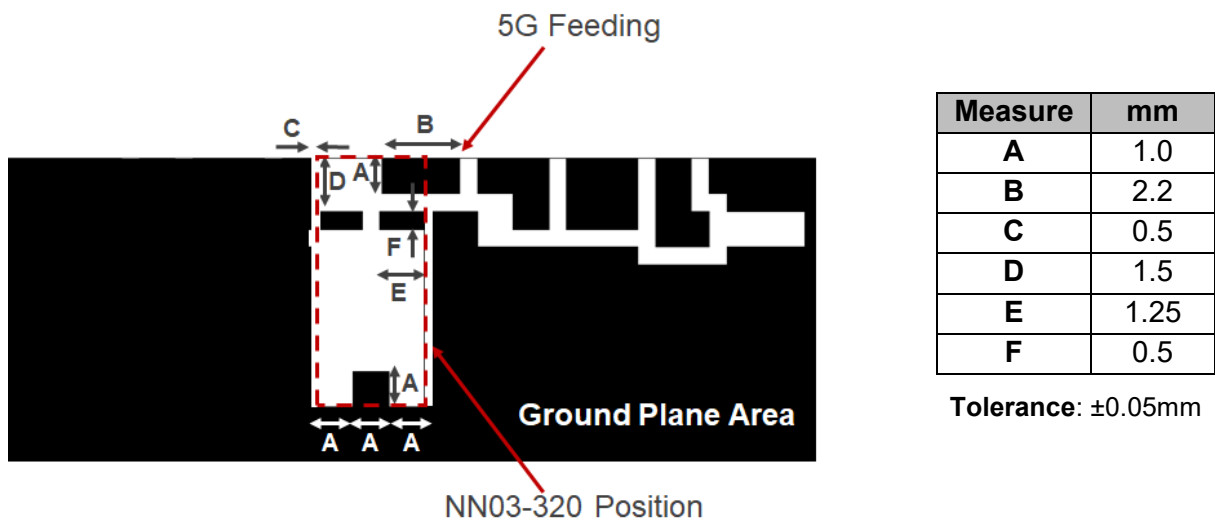 5G Feeding
C
B
D
A
F
E
A
A A A
Ground Plane Area
NN03-320 Position
Measure mm
A 1.0
B 2.2
C 0.5
D 1.5
E 1.25
F 0.5
Tolerance: ±0.05mm